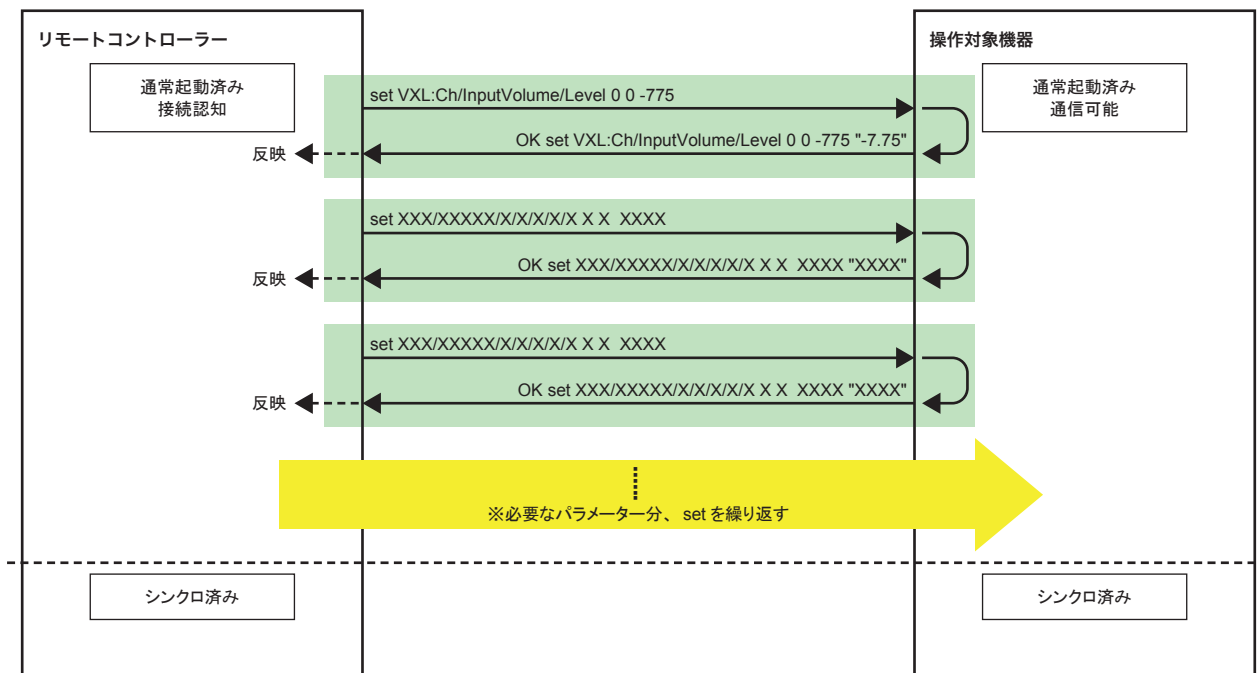 リモートコントローラー
操作対象機器
通常起動済み
接続認知
通常起動済み
通信可能
set VXL:Ch/InputVolume/Level 0 0 -775
OK set VXL:Ch/InputVolume/Level 0 0 -775 "-7.75"
反映
set XXX/XXXXX/X/X/X/X/X X X  XXXX
OK set XXX/XXXXX/X/X/X/X/X X X  XXXX "XXXX"
反映
set XXX/XXXXX/X/X/X/X/X X X  XXXX
OK set XXX/XXXXX/X/X/X/X/X X X  XXXX "XXXX"
反映
※必要なパラメーター分、 set を繰り返す
シンクロ済み
シンクロ済み